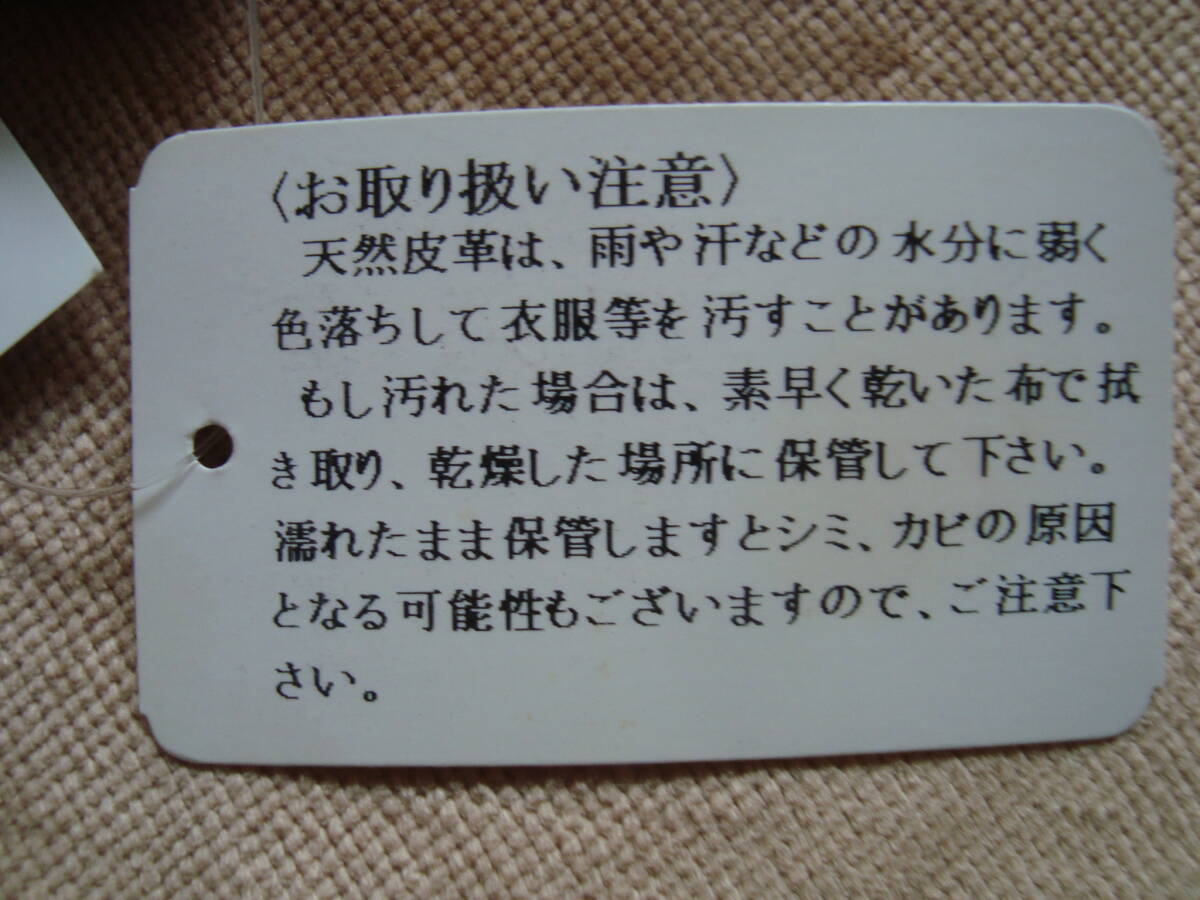 〈お取り扱い注意〉
天然皮革は、雨や汗などの水分に弱く
色落ちして衣服等を汚すことがあります。
もし汚れた場合は、素早く乾いた布で拭
き取り、乾燥した場所に保管して下さい。
濡れたまま保管しますとシミ、カビの原因
となる可能性もございますので、ご注意下
さい。